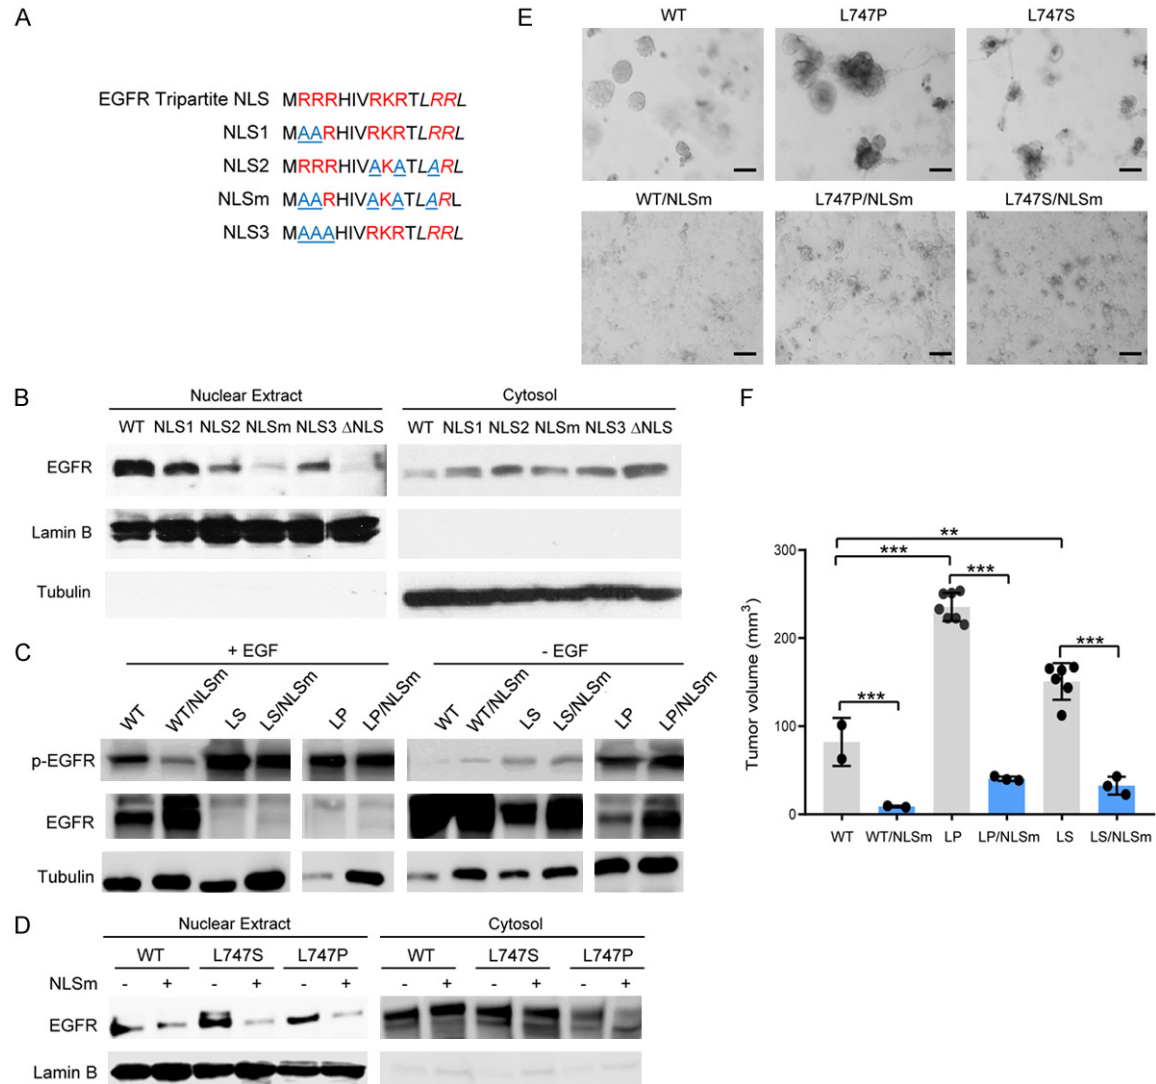 A
EGFR Tripartite NLS MRRRHIVRKRTLRRL
NLS1 MAARHIVRKRTLRRL
NLS2 MRRRHIVAKATLARL
NLSm MAARHIVAKATLARL
NLS3 MAAAHIVRKRTLRRL
B
Nuclear Extract Cytosol
WT NLS1 NLS2 NLSm NLS3 ΔNLS WT NLS1 NLS2 NLSm NLS3 ΔNLS
EGFR
Lamin B
Tubulin
C
+ EGF - EGF
WT WT/NLSm LS LS/NLSm LP LP/NLSm WT WT/NLSm LS LS/NLSm LP LP/NLSm
p-EGFR
EGFR
Tubulin
D
Nuclear Extract Cytosol
WT L747S L747P WT L747S L747P
NLSm - + - + - + - + - + - +
EGFR
Lamin B
E
WT L747P L747S
WT/NLSm L747P/NLSm L747S/NLSm
F
**
***
***
***
***
300
200
100
0
Tumor volume (mm³)
WT WT/NLSm LP LP/NLSm LS LS/NLSm